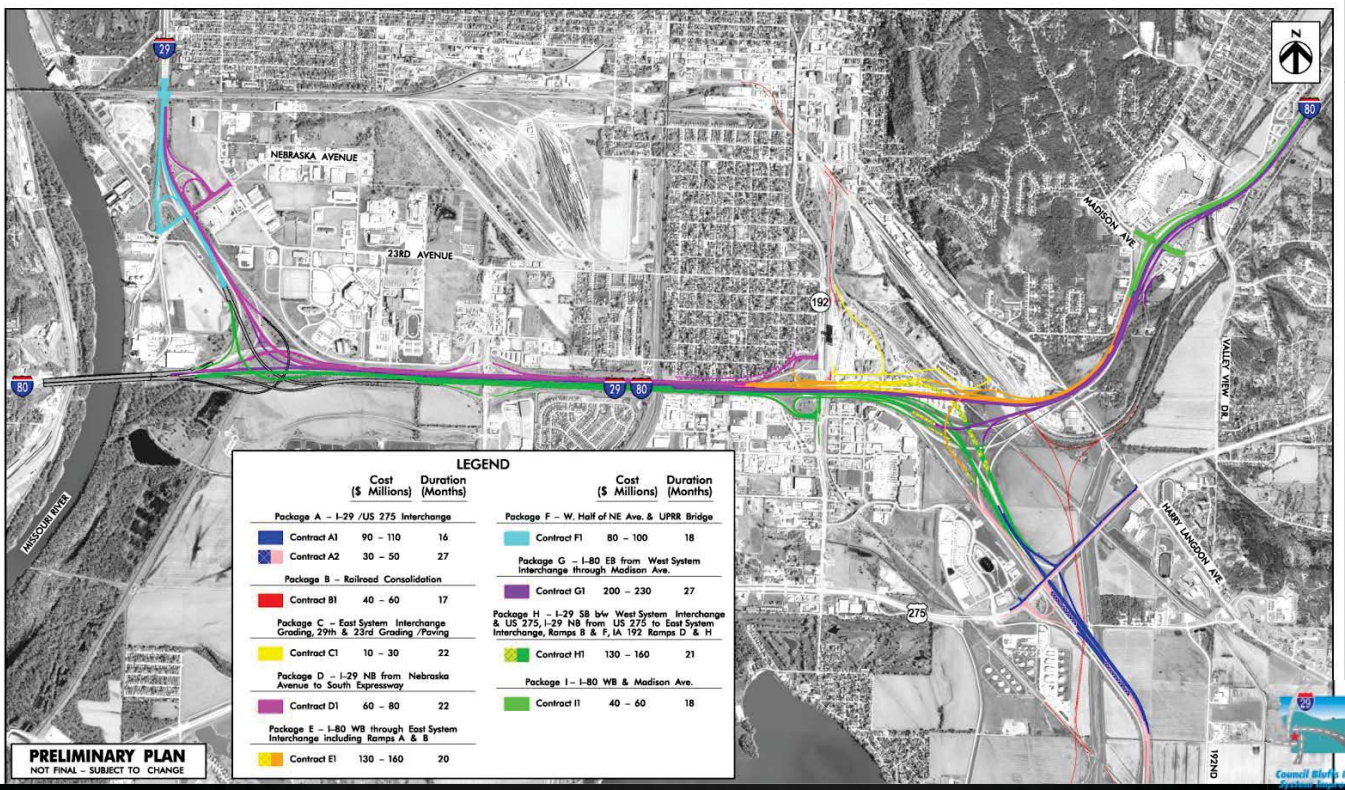 29
N
80
NEBRASKA AVENUE
MADISON AVE.
23RD AVENUE
192
VALLEY VIEW DR.
80
29 80
MISSOURI RIVER
HARRY LANGDON AVE.
275
192ND
LEGEND
Cost Duration
($ Millions) (Months)
Package A - I-29 /US 275 Interchange
Contract A1 90 - 110 16
Contract A2 30 - 50 27
Package B - Railroad Consolidation
Contract B1 40 - 60 17
Package C - East System Interchange
Grading, 29th & 23rd Grading /Paving
Contract C1 10 - 30 22
Package D - I-29 NB from Nebraska
Avenue to South Expressway
Contract D1 60 - 80 22
Package E - I-80 WB through East System
Interchange including Ramps A & B
Contract E1 130 - 160 20
Cost Duration
($ Millions) (Months)
Package F - W. Half of NE Ave. & UPRR Bridge
Contract F1 80 - 100 18
Package G - I-80 EB from West System
Interchange through Madison Ave.
Contract G1 200 - 230 27
Package H - I-29 SB b/w West System Interchange
& US 275, I-29 NB from US 275 to East System
Interchange, Ramps B & F, IA 192 Ramps D & H
Contract H1 130 - 160 21
Package I - I-80 WB & Madison Ave.
Contract I1 40 - 60 18
PRELIMINARY PLAN
NOT FINAL - SUBJECT TO CHANGE
29
Council Bluffs
System